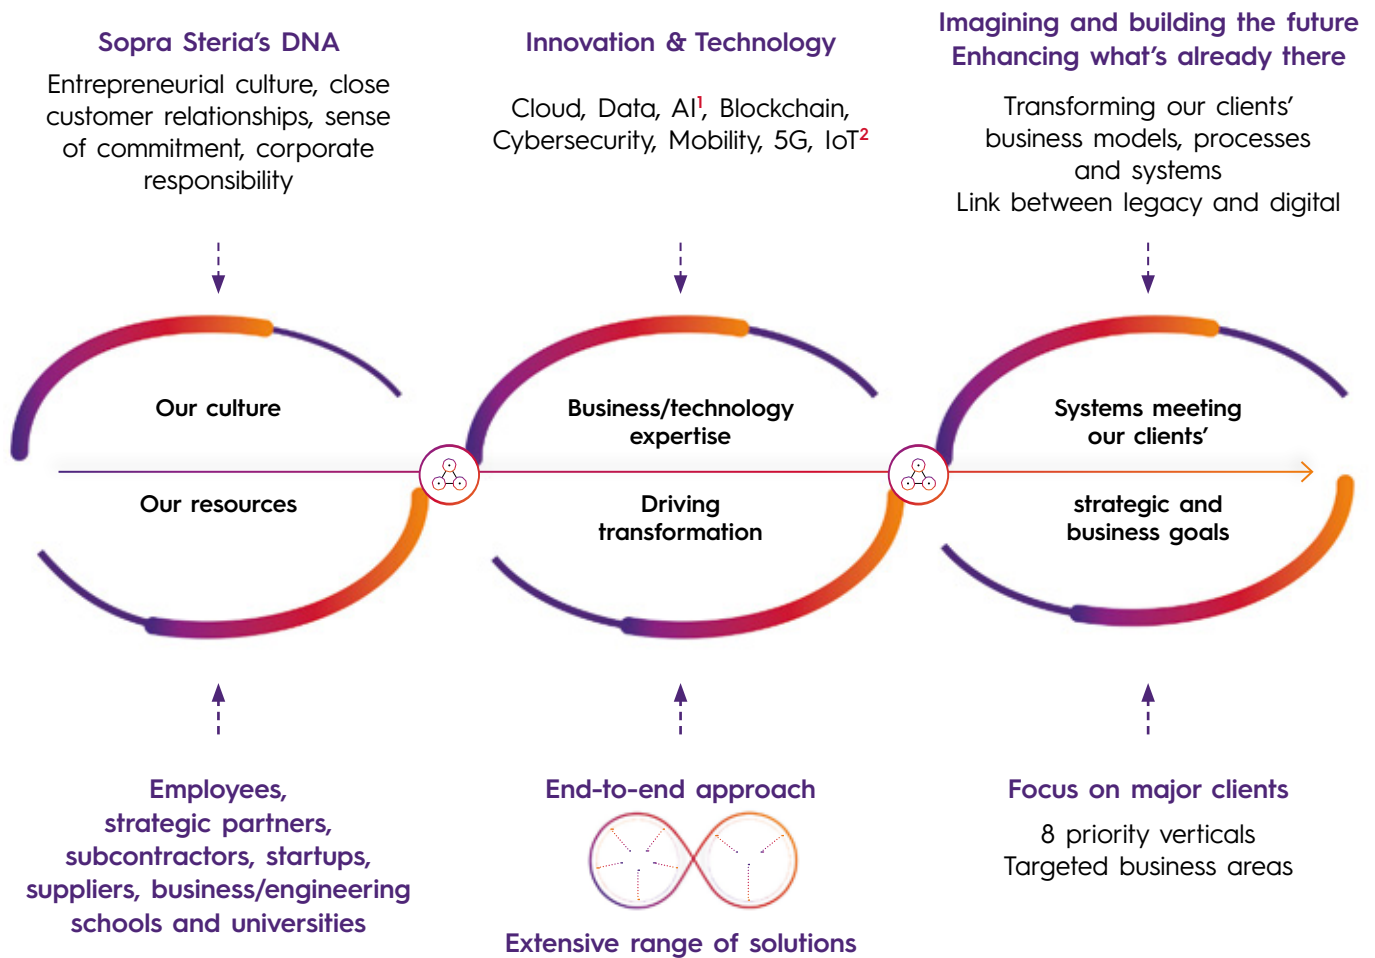 Sopra Steria's DNA
Entrepreneurial culture, close
customer relationships, sense
of commitment, corporate
responsibility
Innovation & Technology
Cloud, Data, AI¹, Blockchain,
Cybersecurity, Mobility, 5G, IoT²
Imagining and building the future
Enhancing what's already there
Transforming our clients'
business models, processes
and systems
Link between legacy and digital
Our culture
Our resources
Business/technology
expertise
Driving
transformation
Systems meeting
our clients'
strategic and
business goals
Employees,
strategic partners,
subcontractors, startups,
suppliers, business/engineering
schools and universities
End-to-end approach
Extensive range of solutions
Focus on major clients
8 priority verticals
Targeted business areas